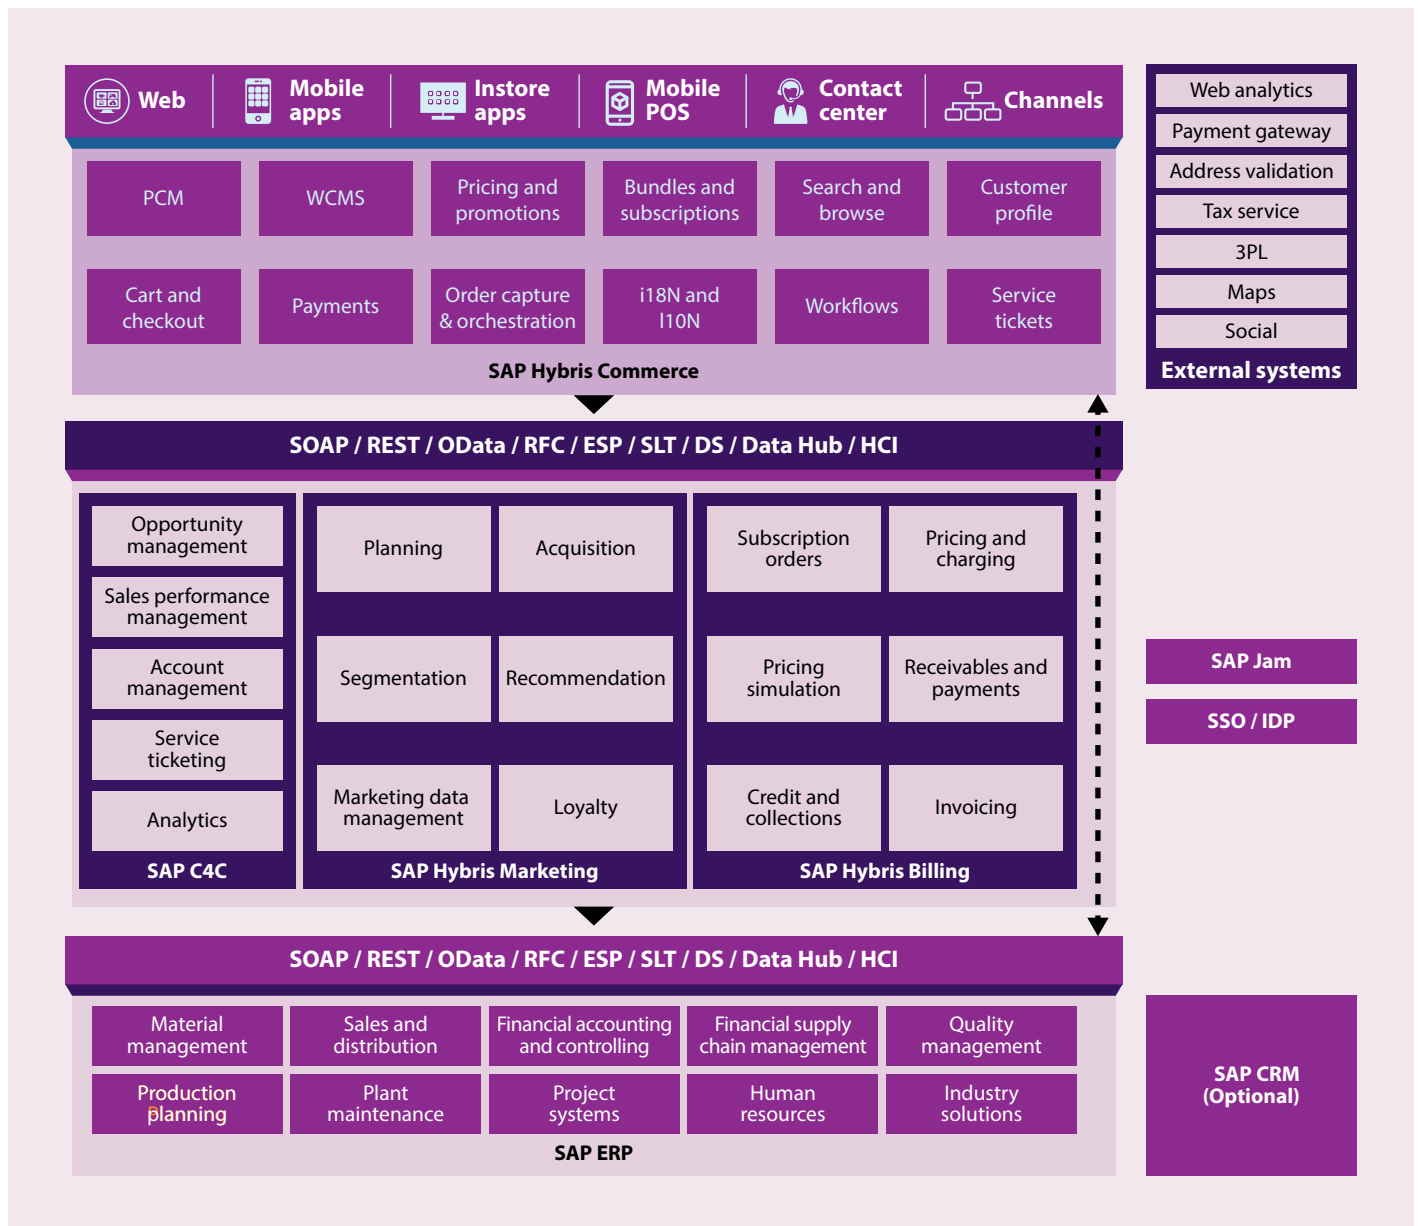 Web
Mobile
apps
Instore
apps
Mobile
POS
Contact
center
Channels
PCM
WCMS
Pricing and
promotions
Bundles and
subscriptions
Search and
browse
Customer
profile
Cart and
checkout
Payments
Order capture
& orchestration
i18N and
l10N
Workflows
Service
tickets
SAP Hybris Commerce
Web analytics
Payment gateway
Address validation
Tax service
3PL
Maps
Social
External systems
SOAP / REST / OData / RFC / ESP / SLT / DS / Data Hub / HCI
Opportunity
management
Sales performance
management
Account
management
Service
ticketing
Analytics
SAP C4C
Planning
Acquisition
Segmentation
Recommendation
Marketing data
management
Loyalty
SAP Hybris Marketing
Subscription
orders
Pricing and
charging
Pricing
simulation
Receivables and
payments
Credit and
collections
Invoicing
SAP Hybris Billing
SAP Jam
SSO / IDP
SOAP / REST / OData / RFC / ESP / SLT / DS / Data Hub / HCI
Material
management
Sales and
distribution
Financial accounting
and controlling
Financial supply
chain management
Quality
management
Production
planning
Plant
maintenance
Project
systems
Human
resources
Industry
solutions
SAP ERP
SAP CRM
(Optional)